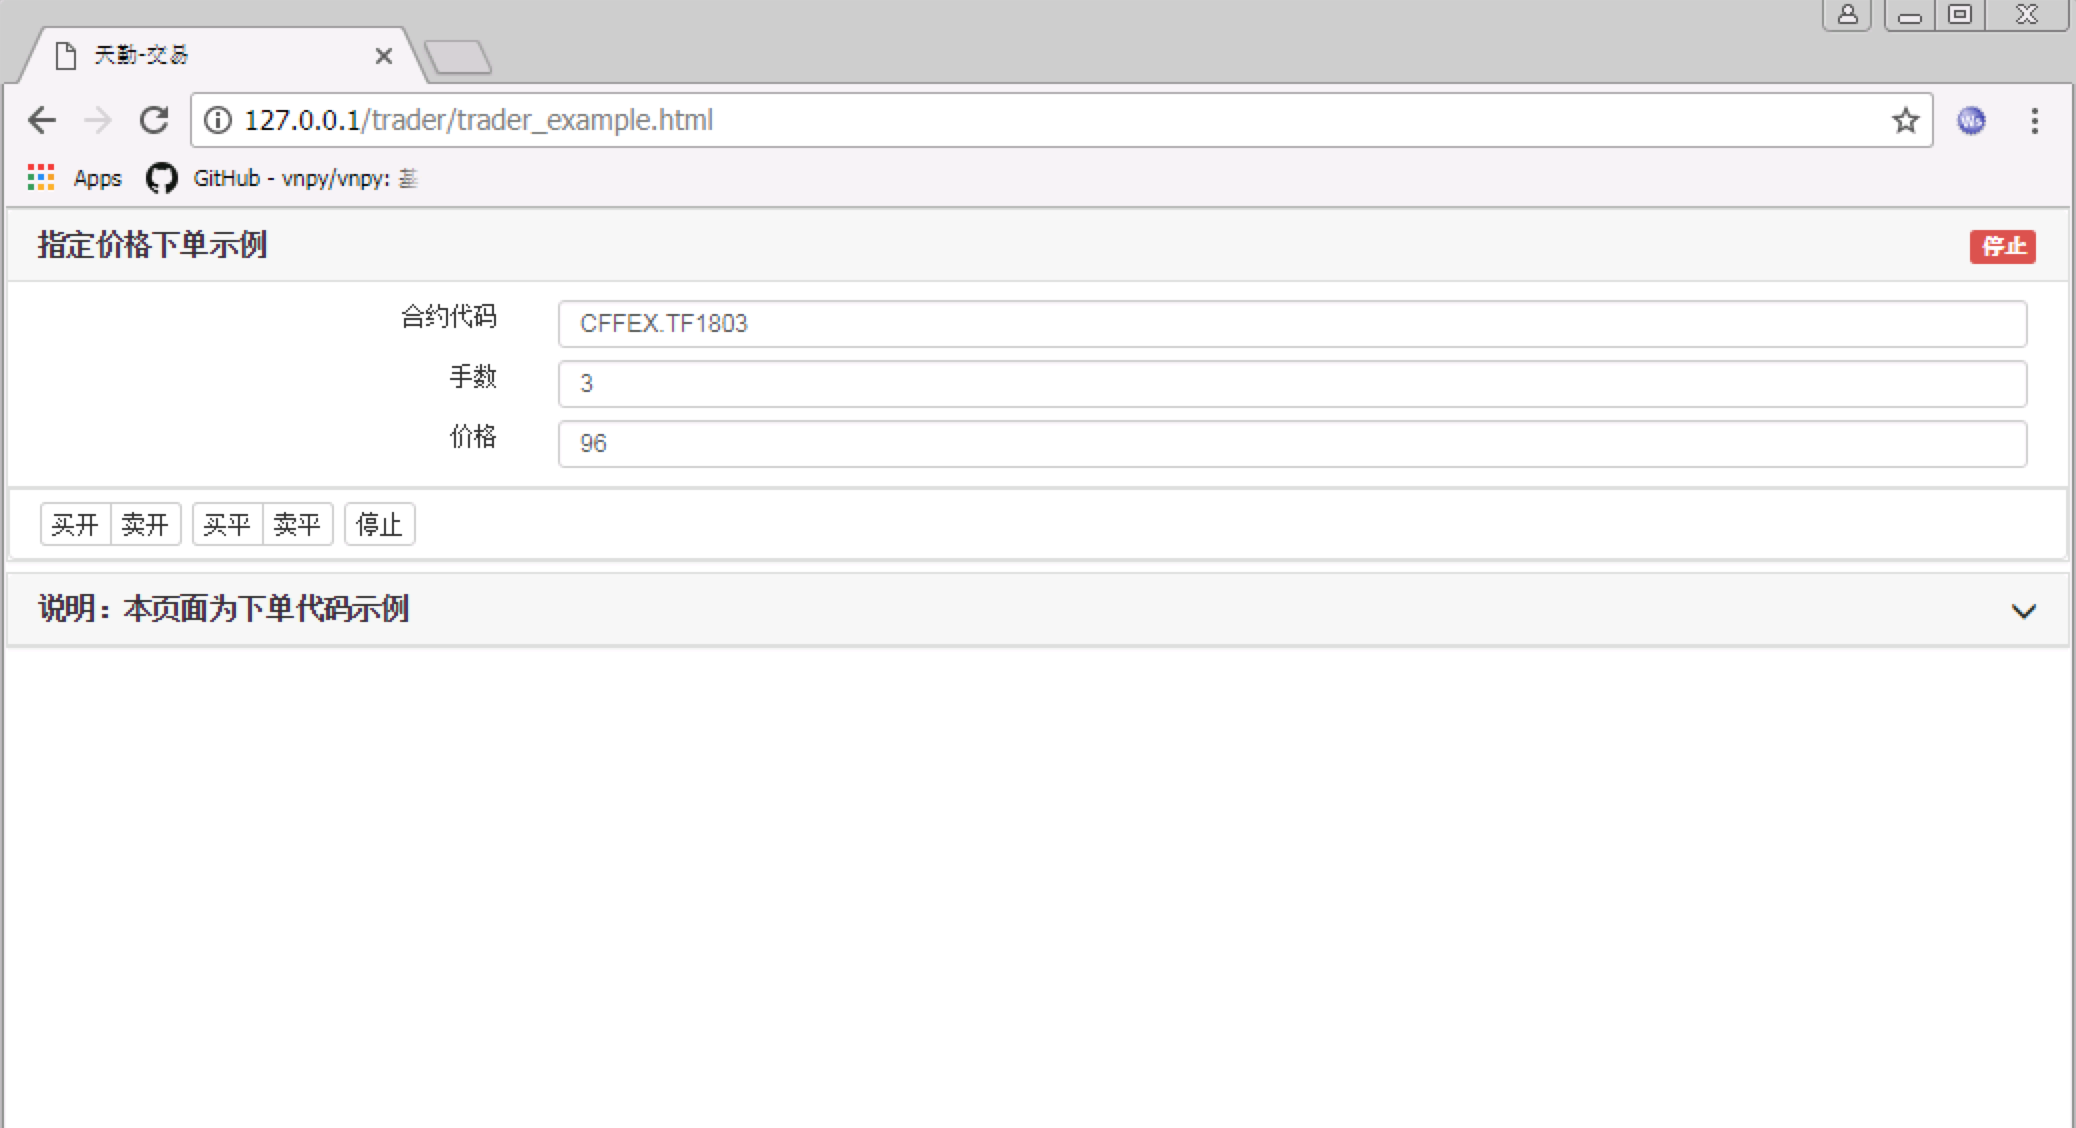 天勤-交易
127.0.0.1/trader/trader_example.html
Apps GitHub - vnpy/vnpy: 基
指定价格下单示例 停止
合约代码 CFFEX.TF1803
手数 3
价格 96
买开 卖开 买平 卖平 停止
说明：本页面为下单代码示例